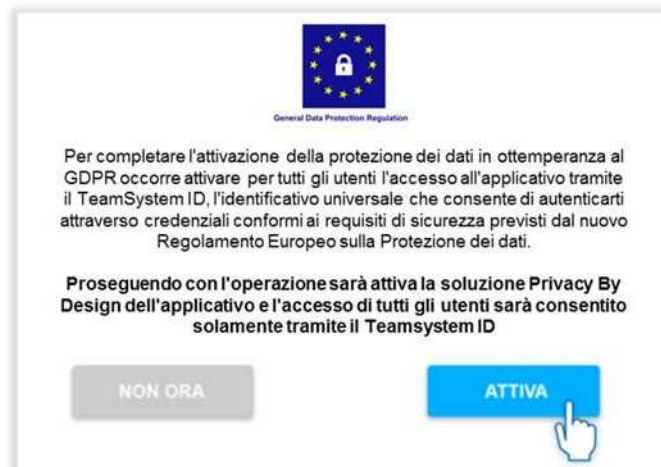 General Data Protection Regulation
Per completare l'attivazione della protezione dei dati in ottemperanza al
GDPR occorre attivare per tutti gli utenti l'accesso all'applicativo tramite
il TeamSystem ID, l'identificativo universale che consente di autenticarti
attraverso credenziali conformi ai requisiti di sicurezza previsti dal nuovo
Regolamento Europeo sulla Protezione dei dati.
Proseguendo con l'operazione sarà attiva la soluzione Privacy By
Design dell'applicativo e l'accesso di tutti gli utenti sarà consentito
solamente tramite il Teamsystem ID
NON ORA
ATTIVA